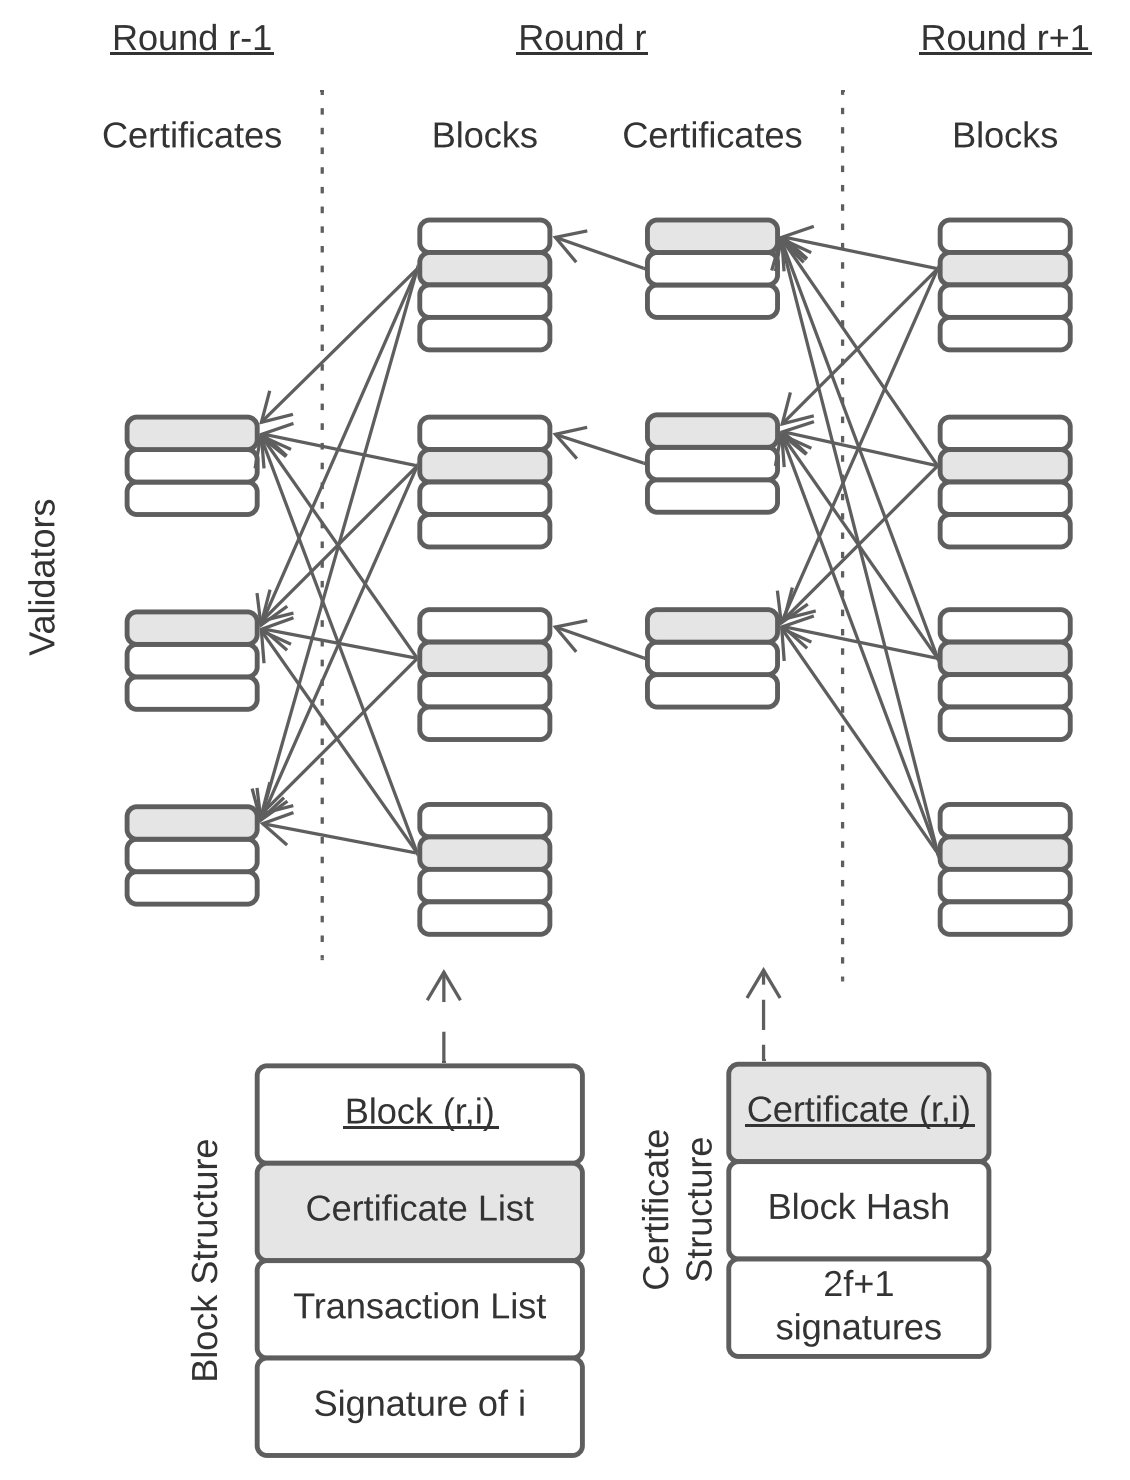 Round r-1
Round r
Round r+1
Certificates
Blocks
Certificates
Blocks
Validators
Block Structure
Block (r,i)
Certificate List
Transaction List
Signature of i
Certificate
Structure
Certificate (r,i)
Block Hash
2f+1
signatures